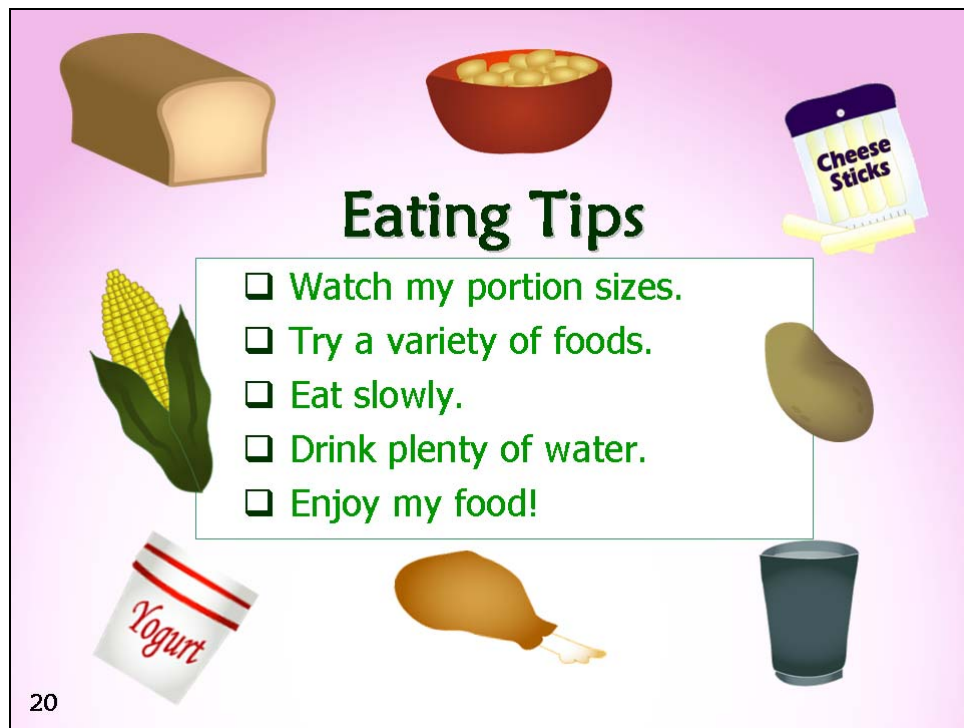 Cheese
Sticks
Eating Tips
❑ Watch my portion sizes.
❑ Try a variety of foods.
❑ Eat slowly.
❑ Drink plenty of water.
❑ Enjoy my food!
Yogurt
20